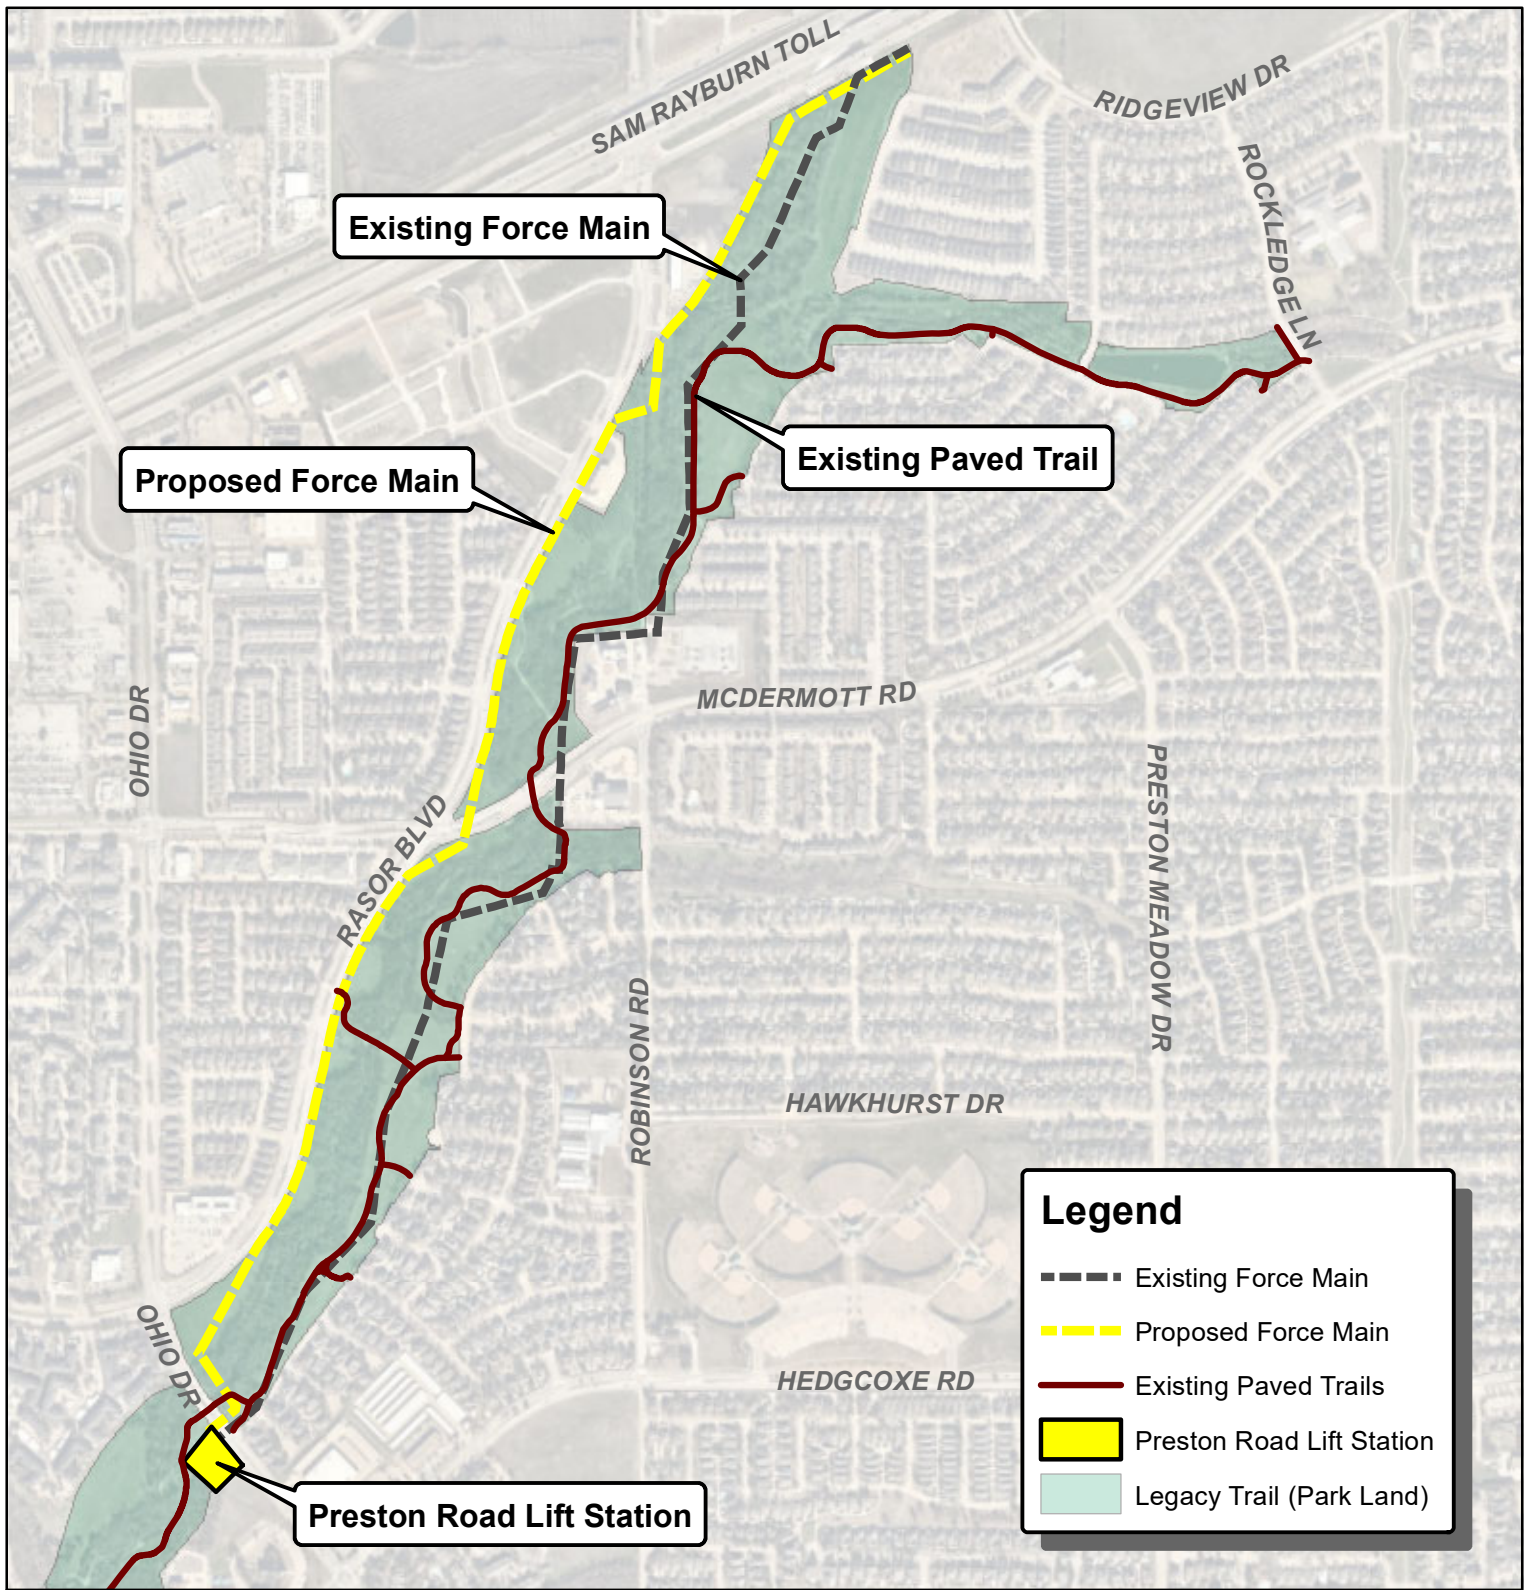 SAM RAYBURN TOLL
RIDGEVIEW DR
ROCKLEDGE LN
Existing Force Main
Existing Paved Trail
Proposed Force Main
OHIO DR
MCDERMOTT RD
RASOR BLVD
PRESTON MEADOW DR
ROBINSON RD
HAWKHURST DR
OHIO DR
HEDGCOXE RD
Preston Road Lift Station
Legend
Existing Force Main
Proposed Force Main
Existing Paved Trails
Preston Road Lift Station
Legacy Trail (Park Land)